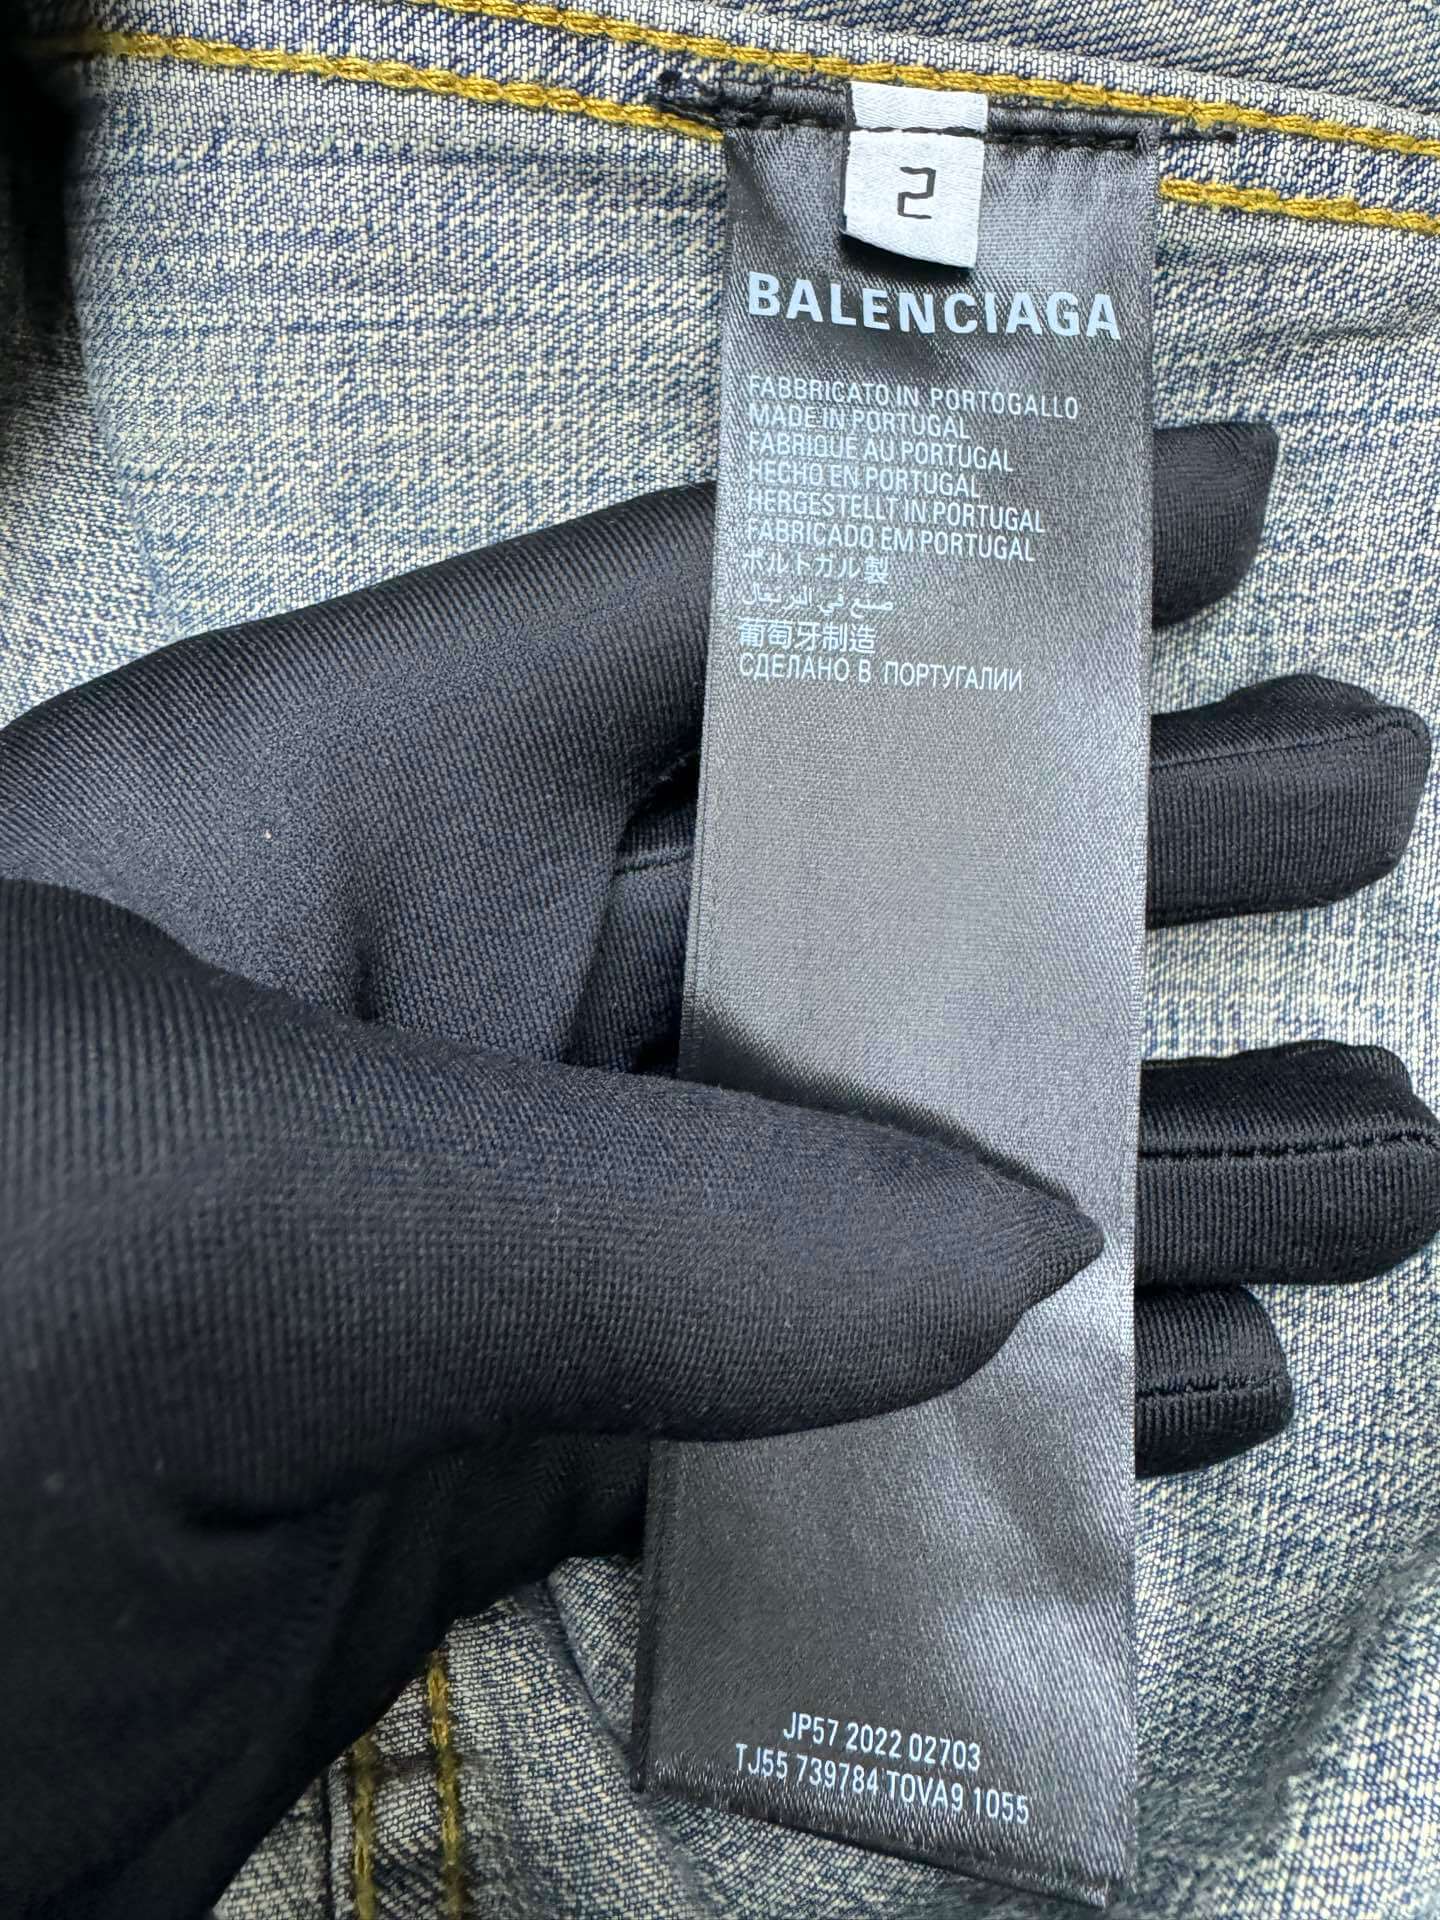 2
BALENCIAGA
FABBRICATO IN PORTOGALLO
MADE IN PORTUGAL
FABRIQUÉ AU PORTUGAL
HECHO EN PORTUGAL
HERGESTELLT IN PORTUGAL
FABRICADO EM PORTUGAL
ポルトガル製
صنع في البرتغال
葡萄牙制造
СДЕЛАНО В ПОРТУГАЛИИ
JP57 2022 02703
TJ55 739784 TOVA9 1055